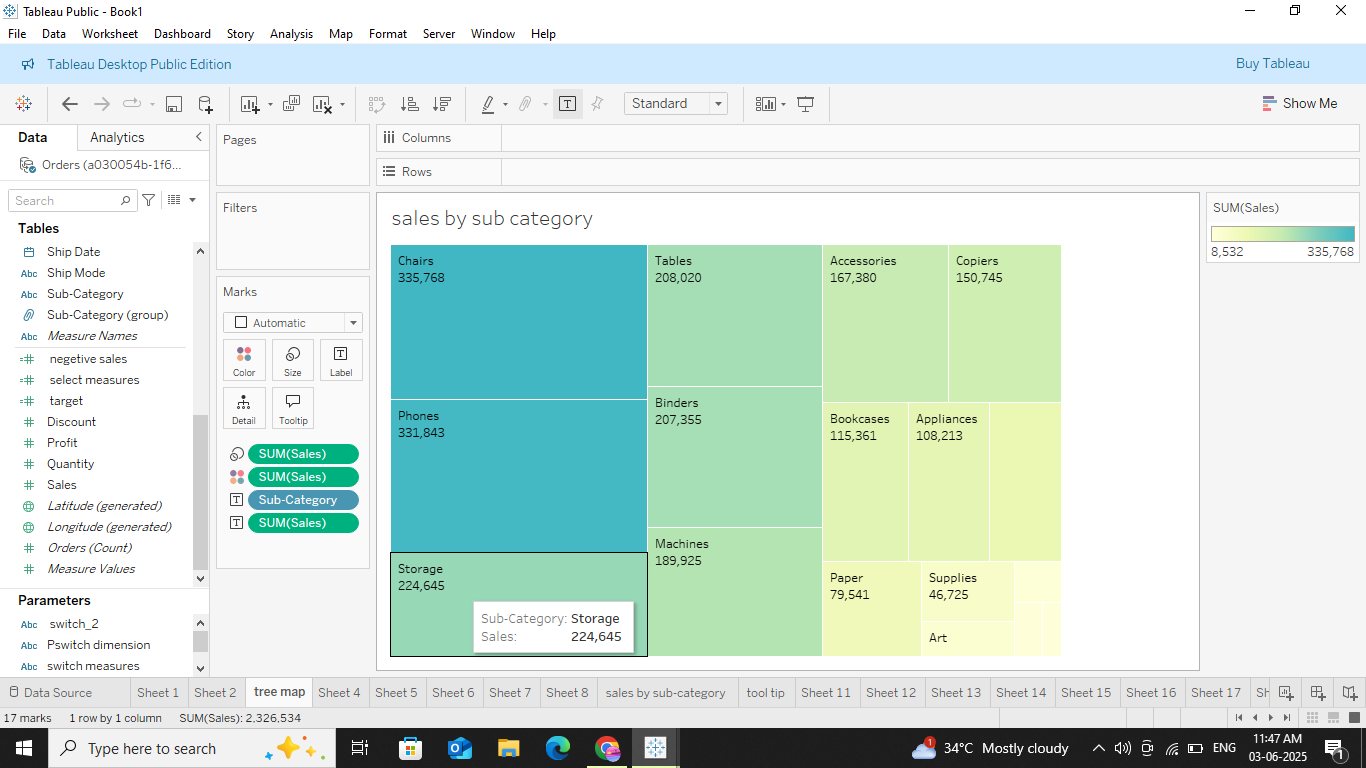 Tableau Public - Book1
File Data Worksheet Dashboard Story Analysis Map Format Server Window Help
Tableau Desktop Public Edition
Buy Tableau
Standard
Show Me
Data Analytics
Orders (a030054b-1f6...
Search
Tables
Ship Date
Abc Ship Mode
Abc Sub-Category
Sub-Category (group)
Abc Measure Names
negetive sales
select measures
target
Discount
Profit
Quantity
Sales
Latitude (generated)
Longitude (generated)
Orders (Count)
Measure Values
Parameters
Abc switch_2
Abc Pswitch dimension
Abc switch measures
Pages
Filters
Marks
Automatic
Color Size Label
Detail Tooltip
SUM(Sales)
SUM(Sales)
Sub-Category
SUM(Sales)
Columns
Rows
sales by sub category
Chairs
335,768
Phones
331,843
Storage
224,645
Sub-Category: Storage
Sales: 224,645
Tables
208,020
Binders
207,355
Machines
189,925
Accessories
167,380
Copiers
150,745
Bookcases
115,361
Appliances
108,213
Paper
79,541
Supplies
46,725
Art
SUM(Sales)
8,532 335,768
Data Source Sheet 1 Sheet 2 tree map Sheet 4 Sheet 5 Sheet 6 Sheet 7 Sheet 8 sales by sub-category tool tip Sheet 11 Sheet 12 Sheet 13 Sheet 14 Sheet 15 Sheet 16 Sheet 17 Sh
17 marks 1 row by 1 column SUM(Sales): 2,326,534
Type here to search
1
34°C Mostly cloudy
ENG
11:47 AM
03-06-2025
1